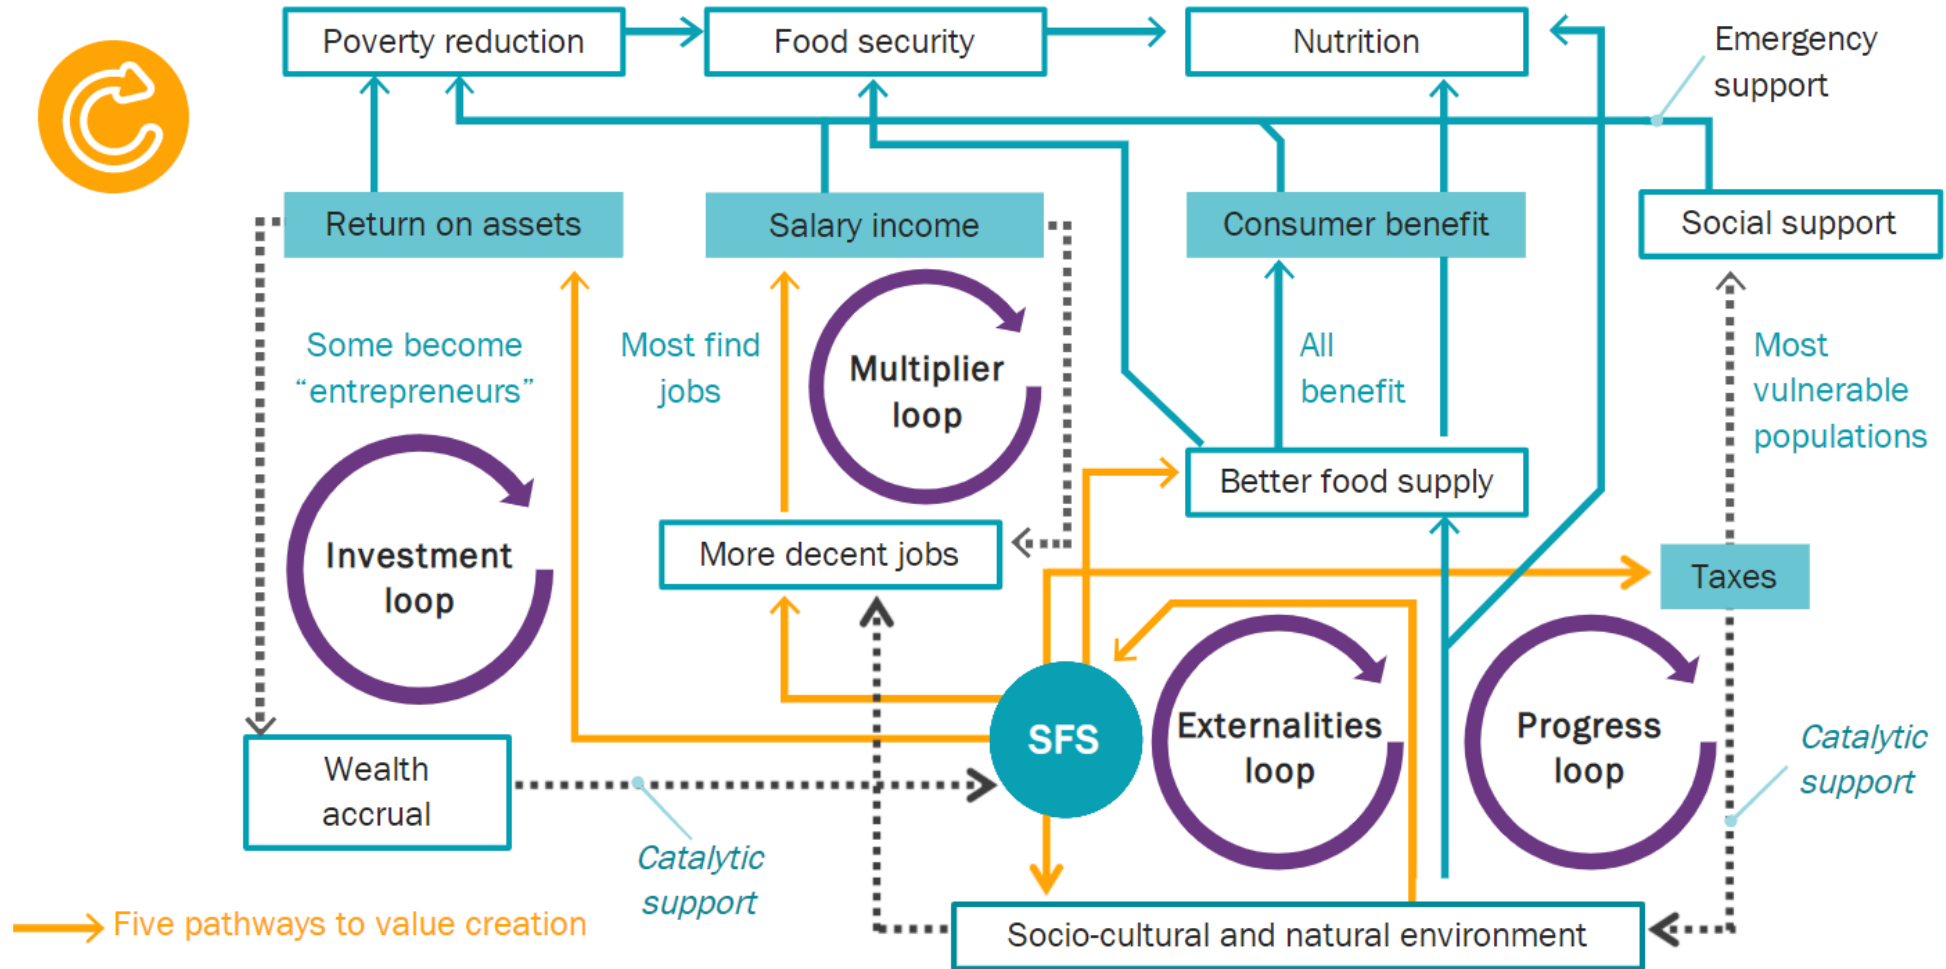 Poverty reduction
Food security
Nutrition
Emergency
support
Return on assets
Salary income
Consumer benefit
Social support
Some become
“entrepreneurs”
Most find
jobs
Multiplier
loop
All
benefit
Most
vulnerable
populations
Better food supply
Investment
loop
More decent jobs
Taxes
SFS
Externalities
loop
Progress
loop
Catalytic
support
Wealth
accrual
Catalytic
support
Five pathways to value creation
Socio-cultural and natural environment